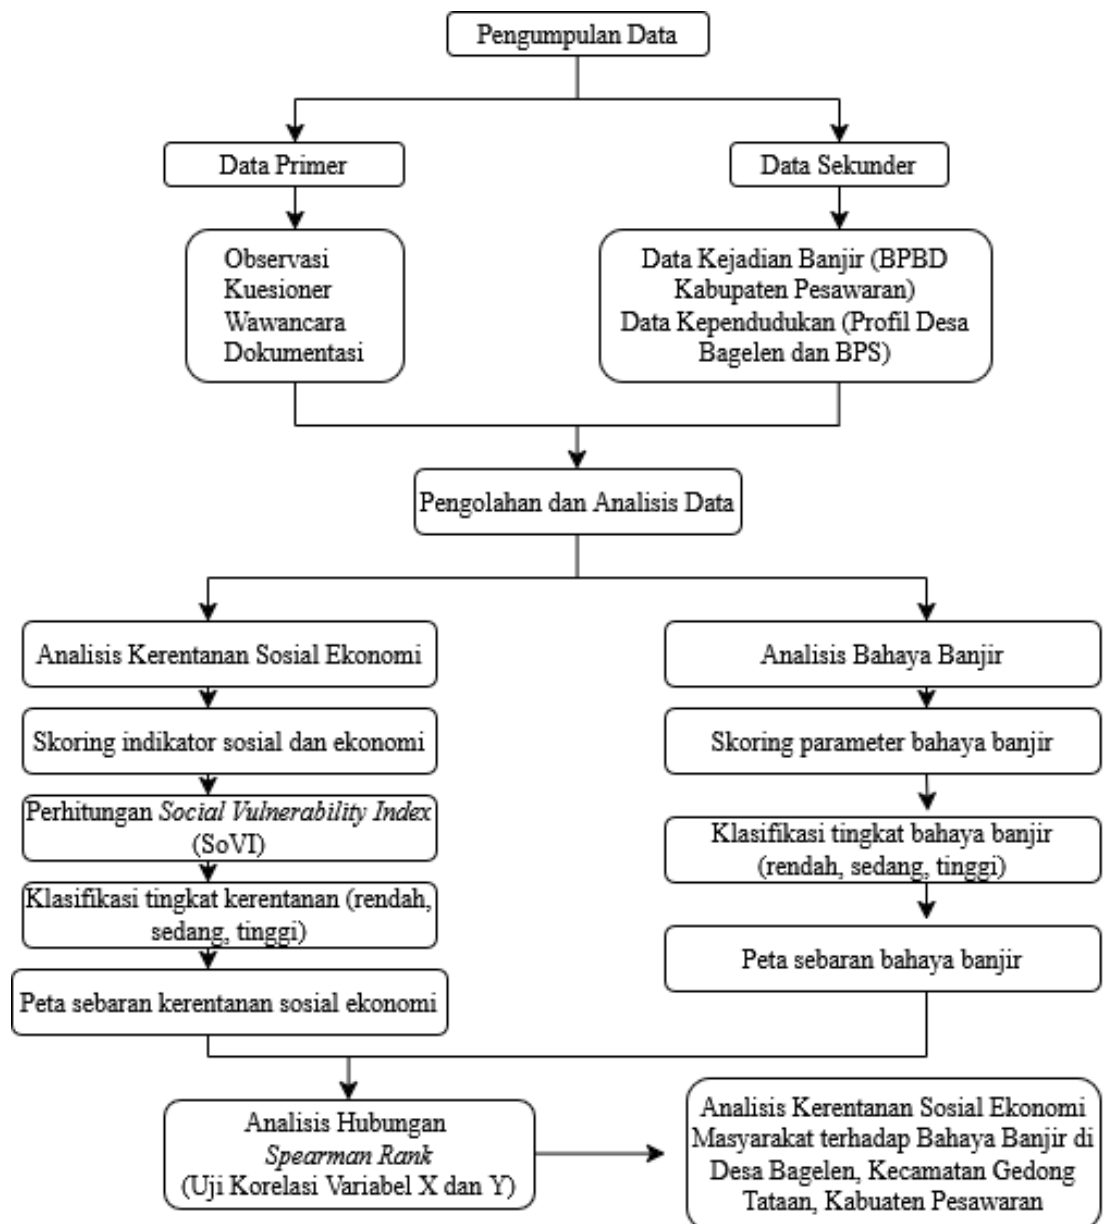 Pengumpulan Data
Data Primer
Data Sekunder
Observasi
Kuesioner
Wawancara
Dokumentasi
Data Kejadian Banjir (BPBD
Kabupaten Pesawaran)
Data Kependudukan (Profil Desa
Bagelen dan BPS)
Pengolahan dan Analisis Data
Analisis Kerentanan Sosial Ekonomi
Skoring indikator sosial dan ekonomi
Perhitungan Social Vulnerability Index
(SoVI)
Klasifikasi tingkat kerentanan (rendah,
sedang, tinggi)
Peta sebaran kerentanan sosial ekonomi
Analisis Bahaya Banjir
Skoring parameter bahaya banjir
Klasifikasi tingkat bahaya banjir
(rendah, sedang, tinggi)
Peta sebaran bahaya banjir
Analisis Hubungan
Spearman Rank
(Uji Korelasi Variabel X dan Y)
Analisis Kerentanan Sosial Ekonomi
Masyarakat terhadap Bahaya Banjir di
Desa Bagelen, Kecamatan Gedong
Tataan, Kabuaten Pesawaran